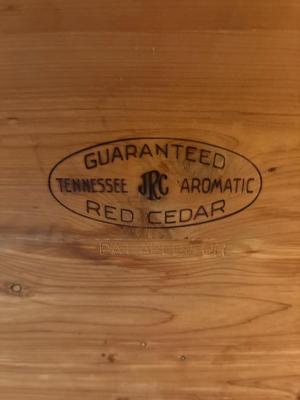 GUARANTEED
TENNESSEE JRC AROMATIC
RED CEDAR